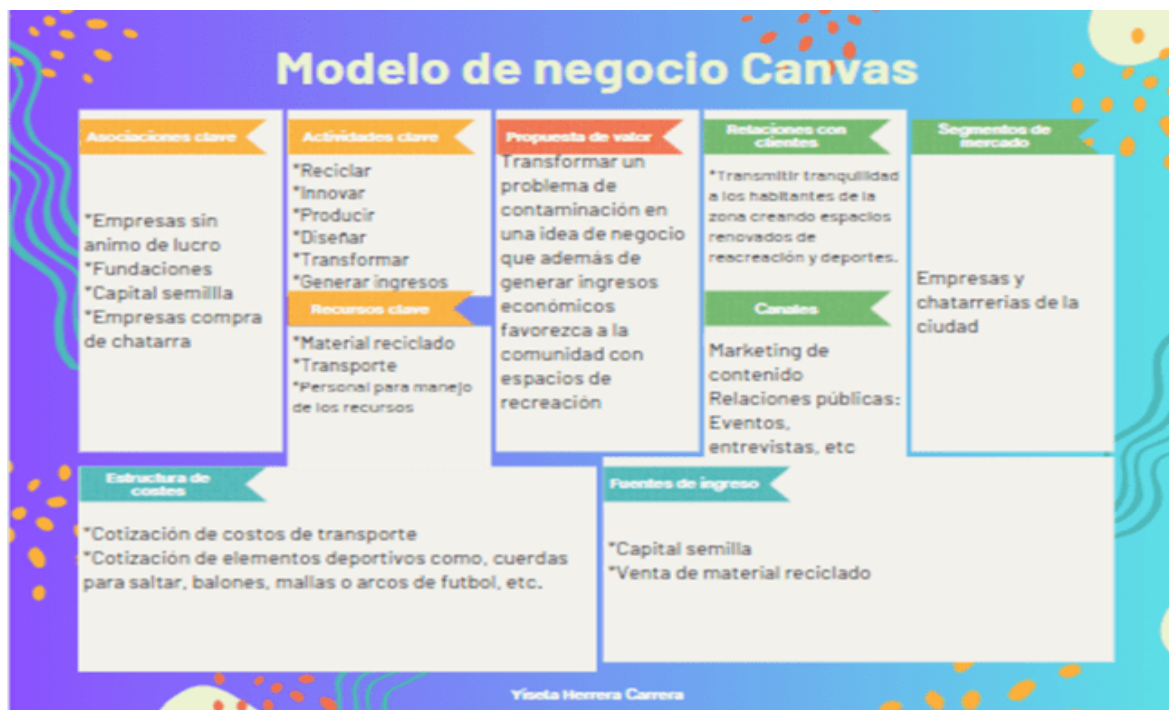 Modelo de negocio Canvas
Asociaciones clave
*Empresas sin
animo de lucro
*Fundaciones
*Capital semillla
*Empresas compra
de chatarra
Actividades clave
*Reciclar
*Innovar
*Producir
*Diseñar
*Transformar
*Generar ingresos
Recursos clave
*Material reciclado
*Transporte
*Personal para manejo
de los recursos
Propuesta de valor
Transformar un
problema de
contaminación en
una idea de negocio
que además de
generar ingresos
económicos
favorezca a la
comunidad con
espacios de
recreación
Relaciones con
clientes
*Transmitir tranquilidad
a los habitantes de la
zona creando espacios
renovados de
reacreación y deportes.
Canales
Marketing de
contenido
Relaciones públicas:
Eventos,
entrevistas, etc
Segmentos de
mercado
Empresas y
chatarrerias de la
ciudad
Estructura de
costes
*Cotización de costos de transporte
*Cotización de elementos deportivos como, cuerdas
para saltar, balones, mallas o arcos de futbol, etc.
Fuentes de ingreso
*Capital semilla
*Venta de material reciclado
Yiseta Herrera Carrera